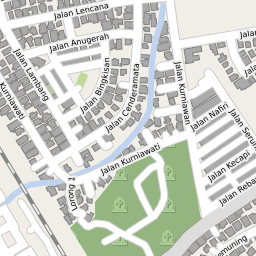 Jalan Lencana
Jalan Anugerah
Jalan Lambang
Jalan Bingkisan
Jalan Cenderamata
Jalan Kurniawan
Kurniawati
Jalan Nafiri
Jalan Kurniawati
Jalan Kecapi
Lorong 1
Jalan Rebab